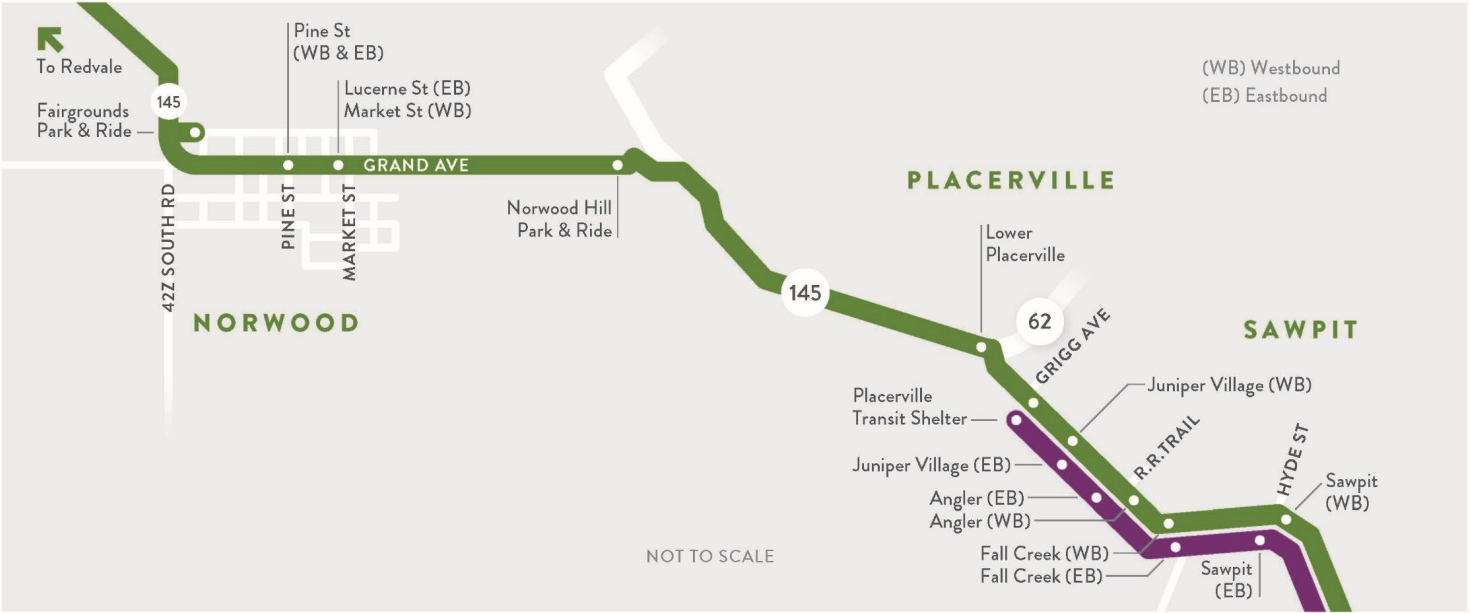 To Redvale
145
Fairgrounds
Park & Ride
Pine St
(WB & EB)
Lucerne St (EB)
Market St (WB)
GRAND AVE
42Z SOUTH RD
PINE ST
MARKET ST
NORWOOD
Norwood Hill
Park & Ride
(WB) Westbound
(EB) Eastbound
PLACERVILLE
Lower
Placerville
145
62
GRIGG AVE
SAWPIT
Placerville
Transit Shelter
Juniper Village (WB)
Juniper Village (EB)
R.R.TRAIL
Angler (EB)
Angler (WB)
HYDE ST
Sawpit
(WB)
Fall Creek (WB)
Fall Creek (EB)
Sawpit
(EB)
NOT TO SCALE